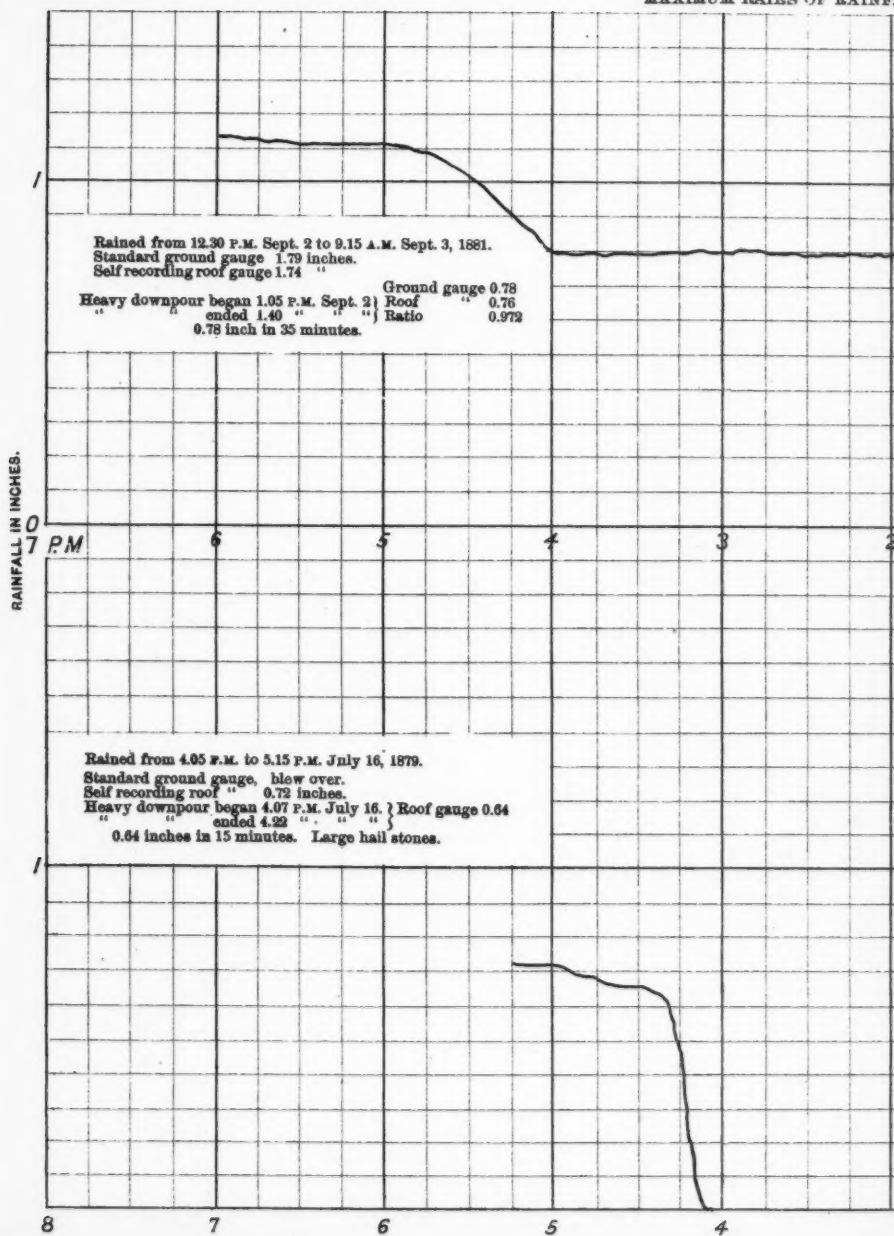 MAXIMUM RATES OF RAINFA
1
Rained from 12.30 P.M. Sept. 2 to 9.15 A.M. Sept. 3, 1881.
Standard ground gauge 1.79 inches.
Self recording roof gauge 1.74 "
Ground gauge 0.78
Heavy downpour began 1.05 P.M. Sept. 2} Roof " 0.76
" " ended 1.40 " " "} Ratio 0.972
0.78 inch in 35 minutes.
RAINFALL IN INCHES.
0
7 P.M 6 5 4 3 2
Rained from 4.05 P.M. to 5.15 P.M. July 16, 1879.
Standard ground gauge, blew over.
Self recording roof " 0.72 inches.
Heavy downpour began 4.07 P.M. July 16. } Roof gauge 0.64
" " ended 4.22 " " " }
0.64 inches in 15 minutes. Large hail stones.
1
8 7 6 5 4